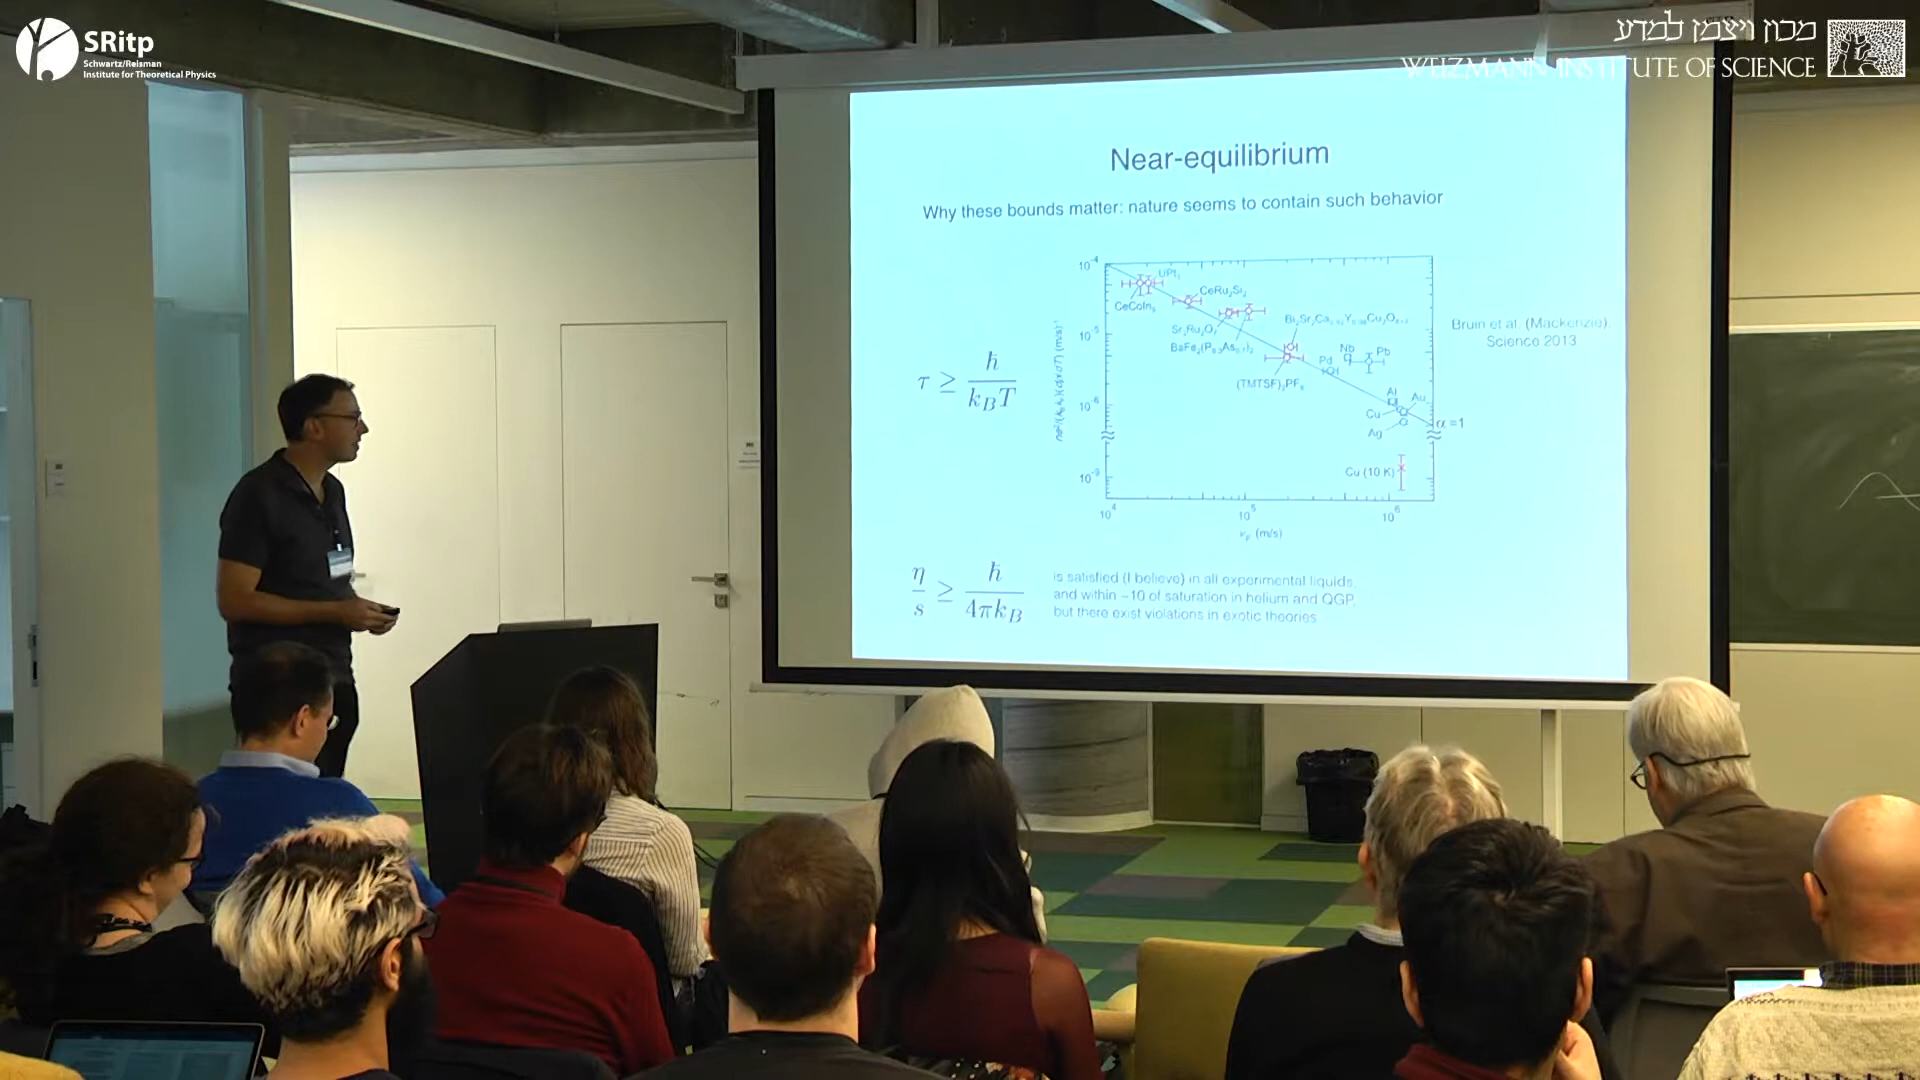 SRitp
Schwartz/Reisman
Institute for Theoretical Physics
מכון ויצמן למדע
WEIZMANN INSTITUTE OF SCIENCE
Near-equilibrium
Why these bounds matter: nature seems to contain such behavior
τ ≥ ħ / k_B T
10⁻⁴
10⁻⁵
10⁻⁶
10⁻⁹
UPt₃
CeCoIn₅
CeRu₂Si₂
Sr₃Ru₂O₇
BaFe₂(P₀.₃As₀.₇)₂
(TMTSF)₂PF₆
Pd
Nb
Pb
Al
Au
Cu
Ag
α = 1
Cu (10 K)
10⁴
10⁵
10⁶
v_F (m/s)
Bruin et al. (Mackenzie),
Science 2013
η / s ≥ ħ / 4πk_B
is satisfied (I believe) in all experimental liquids,
and within ~10 of saturation in helium and QGP,
but there exist violations in exotic theories